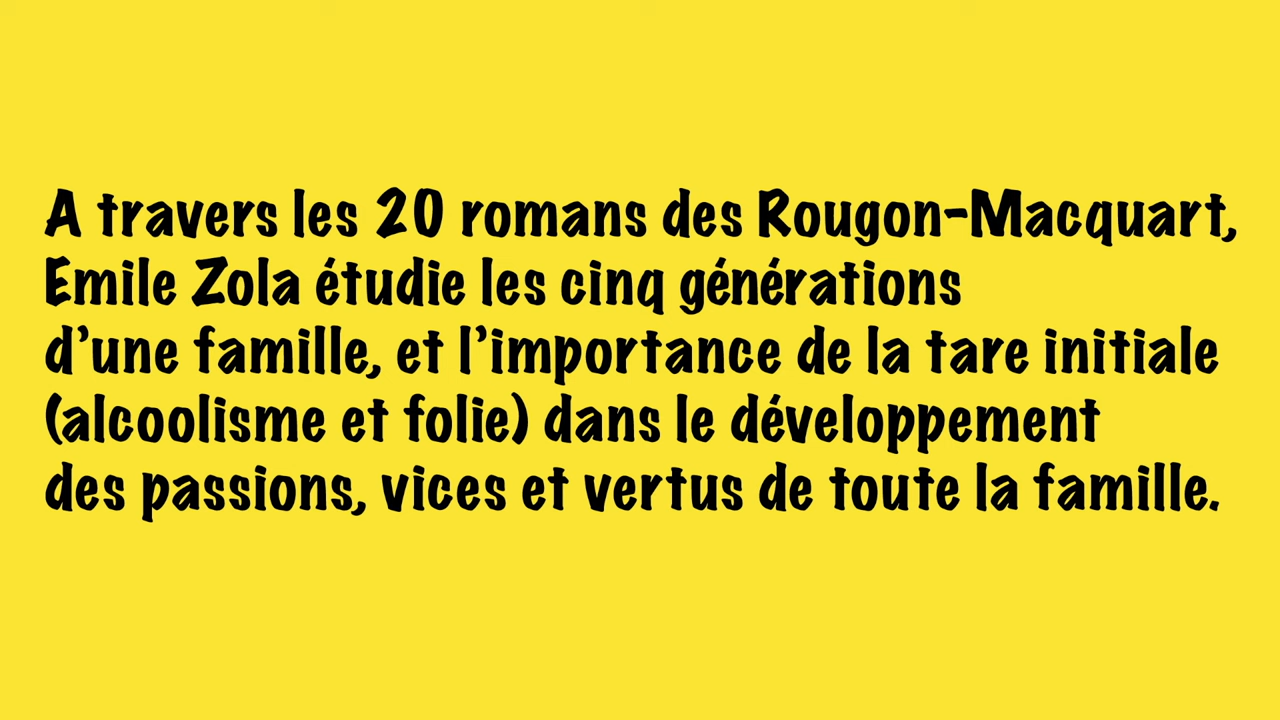 A travers les 20 romans des Rougon-Macquart,
Emile Zola étudie les cinq générations
d’une famille, et l’importance de la tare initiale
(alcoolisme et folie) dans le développement
des passions, vices et vertus de toute la famille.